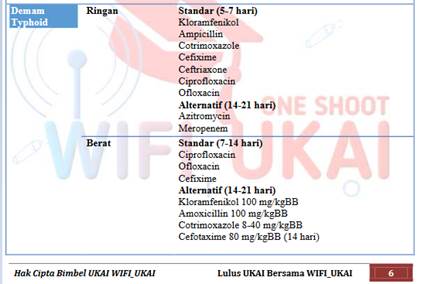 Demam Typhoid
Ringan
Standar (5-7 hari)
Kloramfenikol
Ampicillin
Cotrimoxazole
Cefixime
Ceftriaxone
Ciprofloxacin
Ofloxacin
Alternatif (14-21 hari)
Azitromycin
Meropenem
Berat
Standar (7-14 hari)
Ciprofloxacin
Ofloxacin
Cefixime
Alternatif (14-21 hari)
Kloramfenikol 100 mg/kgBB
Amoxicillin 100 mg/kgBB
Cotrimoxazole 8-40 mg/kgBB
Cefotaxime 80 mg/kgBB (14 hari)
ONE SHOOT
WIFI_UKAI
Hak Cipta Bimbel UKAI WIFI_UKAI
Lulus UKAI Bersama WIFI_UKAI
6